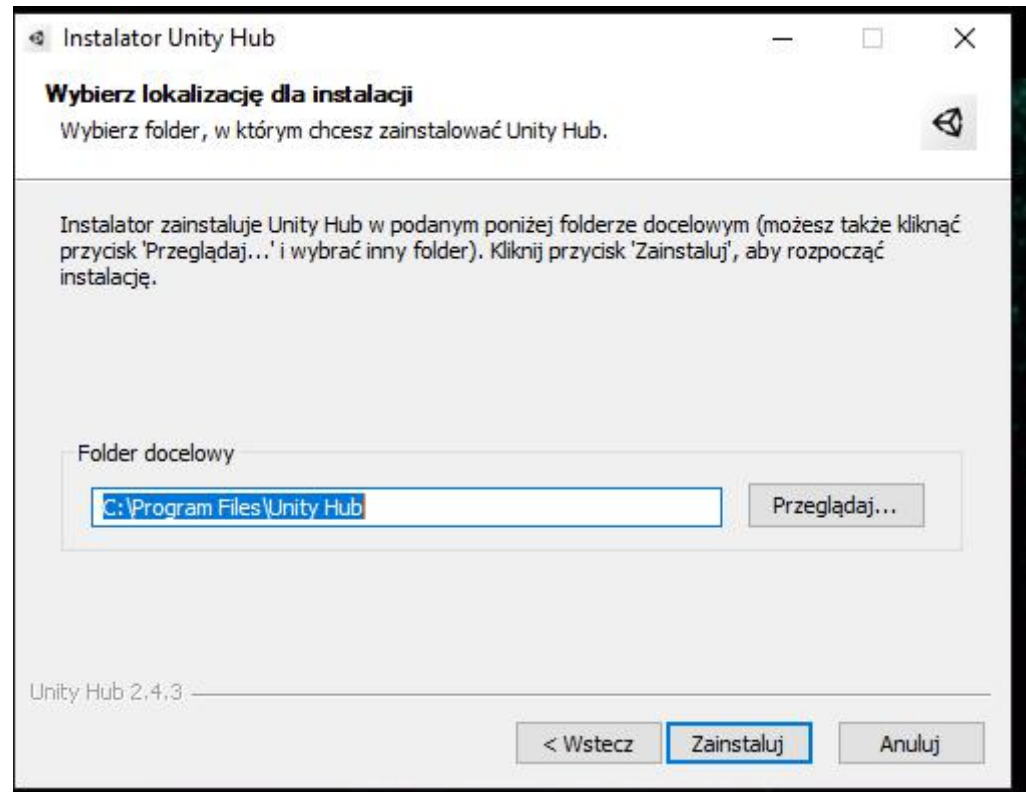 Instalator Unity Hub
Wybierz lokalizację dla instalacji
Wybierz folder, w którym chcesz zainstalować Unity Hub.
Instalator zainstaluje Unity Hub w podanym poniżej folderze docelowym (możesz także kliknąć
przycisk 'Przeglądaj...' i wybrać inny folder). Kliknij przycisk 'Zainstaluj', aby rozpocząć
instalację.
Folder docelowy
C:\Program Files\Unity Hub
Przeglądaj...
Unity Hub 2.4.3
< Wstecz
Zainstaluj
Anuluj